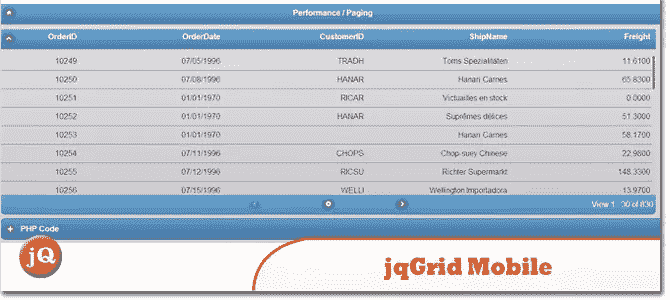 Performance / Paging
OrderID OrderDate CustomerID ShipName Freight
10249 07/05/1996 TRADH Toms Spezialitäten 11.6100
10250 07/08/1996 HANAR Hanari Carnes 65.8300
10251 01/01/1970 RICAR Victuailles en stock 0.0000
10252 01/01/1970 HANAR Suprêmes délices 51.3000
10253 01/01/1970 Hanari Carnes 58.1700
10254 07/11/1996 CHOPS Chop-suey Chinese 22.9800
10255 07/12/1996 RICSU Richter Supermarkt 148.3300
10256 07/15/1996 WELLI Wellington Importadora 13.9700
View 1 - 30 of 830
PHP Code
jQ
jqGrid Mobile